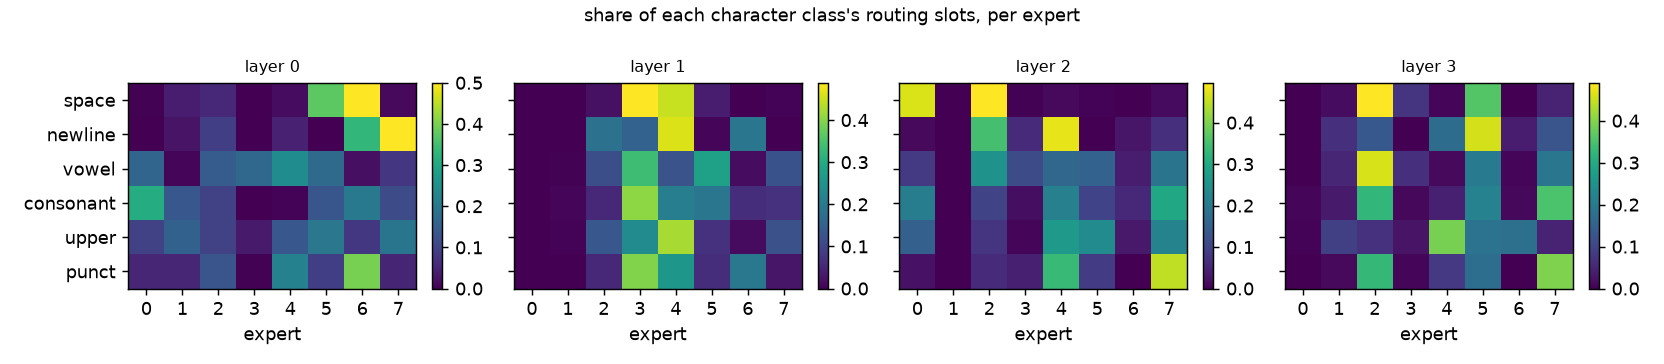 share of each character class's routing slots, per expert
layer 0
layer 1
layer 2
layer 3
space
newline
vowel
consonant
upper
punct
0.5
0.4
0.3
0.2
0.1
0.0
0.4
0.3
0.2
0.1
0.0
0.4
0.3
0.2
0.1
0.0
0.4
0.3
0.2
0.1
0.0
0 1 2 3 4 5 6 7
0 1 2 3 4 5 6 7
0 1 2 3 4 5 6 7
0 1 2 3 4 5 6 7
expert
expert
expert
expert